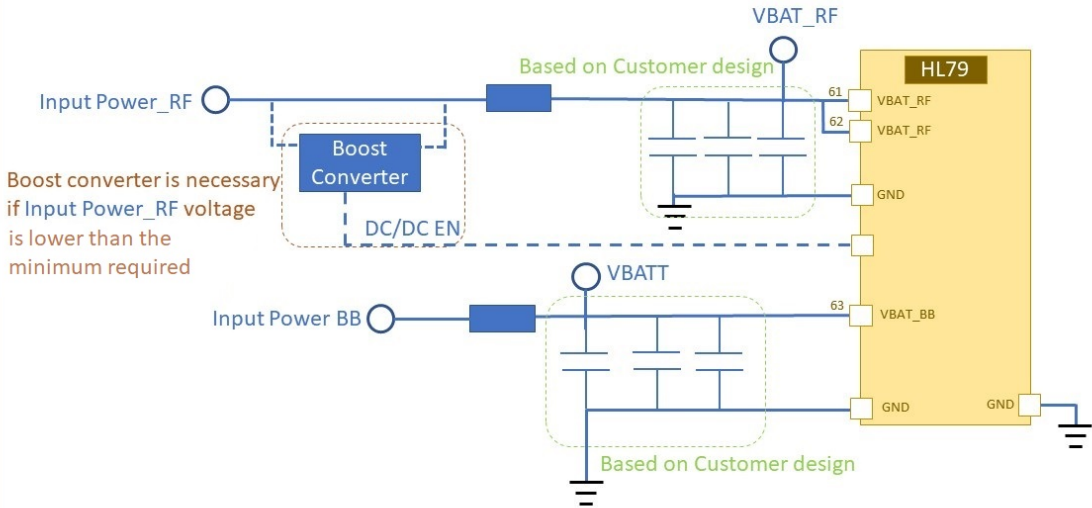 VBAT_RF
Based on Customer design
HL79
Input Power_RF
61
VBAT_RF
62
VBAT_RF
Boost
Converter
Boost converter is necessary
if Input Power_RF voltage
is lower than the
minimum required
GND
DC/DC EN
VBATT
Input Power BB
63
VBAT_BB
GND
GND
Based on Customer design